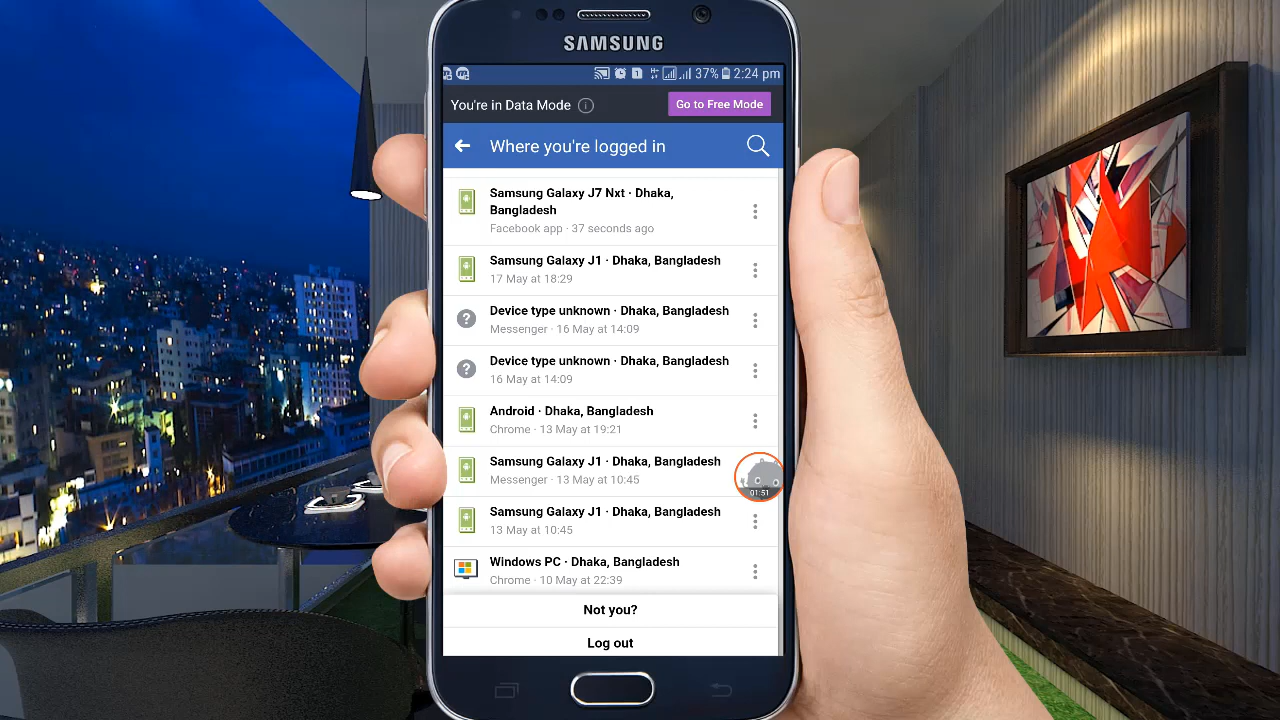 SAMSUNG
37% 2:24 pm
You're in Data Mode
Go to Free Mode
Where you're logged in
Samsung Galaxy J7 Nxt · Dhaka,
Bangladesh
Facebook app · 37 seconds ago
Samsung Galaxy J1 · Dhaka, Bangladesh
17 May at 18:29
Device type unknown · Dhaka, Bangladesh
Messenger · 16 May at 14:09
Device type unknown · Dhaka, Bangladesh
16 May at 14:09
Android · Dhaka, Bangladesh
Chrome · 13 May at 19:21
Samsung Galaxy J1 · Dhaka, Bangladesh
Messenger · 13 May at 10:45
01:51
Samsung Galaxy J1 · Dhaka, Bangladesh
13 May at 10:45
Windows PC · Dhaka, Bangladesh
Chrome · 10 May at 22:39
Not you?
Log out